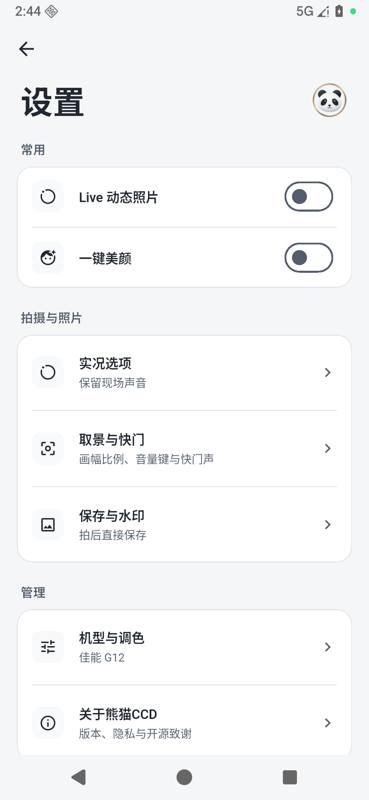 2:44 5G
设置
常用
Live 动态照片
一键美颜
拍摄与照片
实况选项
保留现场声音
取景与快门
画幅比例、音量键与快门声
保存与水印
拍后直接保存
管理
机型与调色
佳能 G12
关于熊猫CCD
版本、隐私与开源致谢